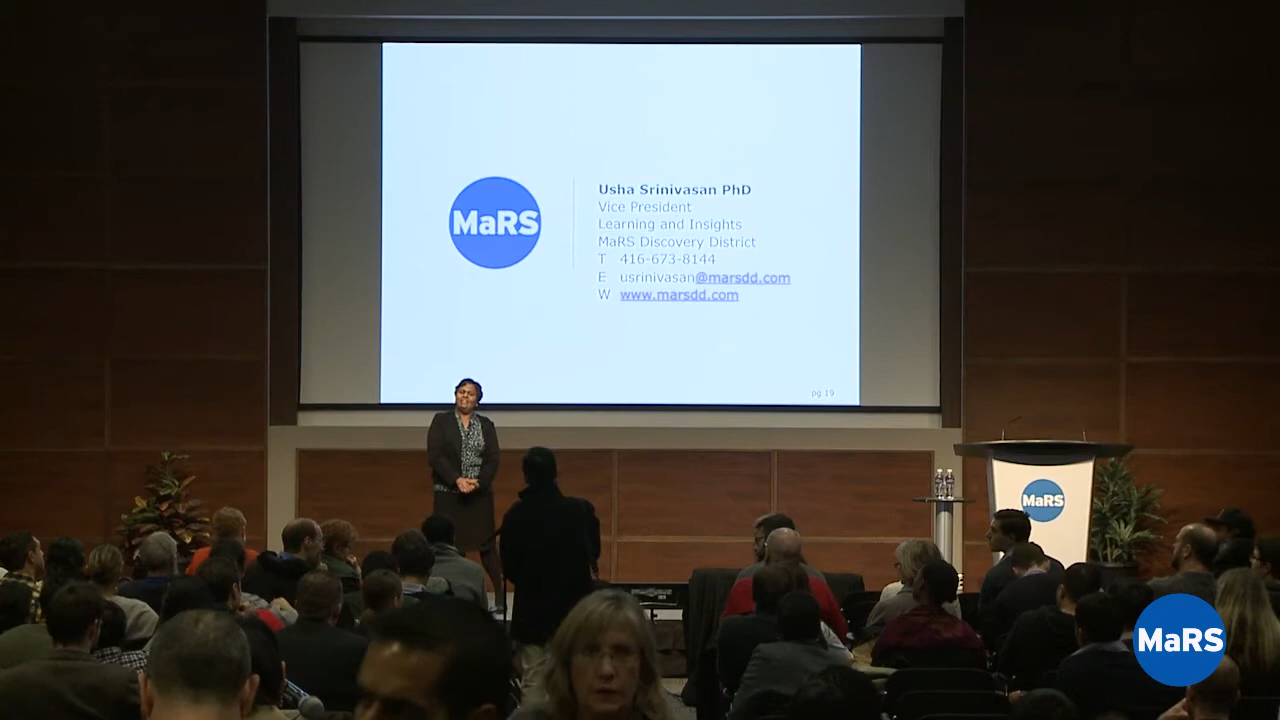 MaRS
Usha Srinivasan PhD
Vice President
Learning and Insights
MaRS Discovery District
T 416-673-8144
E usrinivasan@marsdd.com
W www.marsdd.com
pg 19
MaRS
MaRS